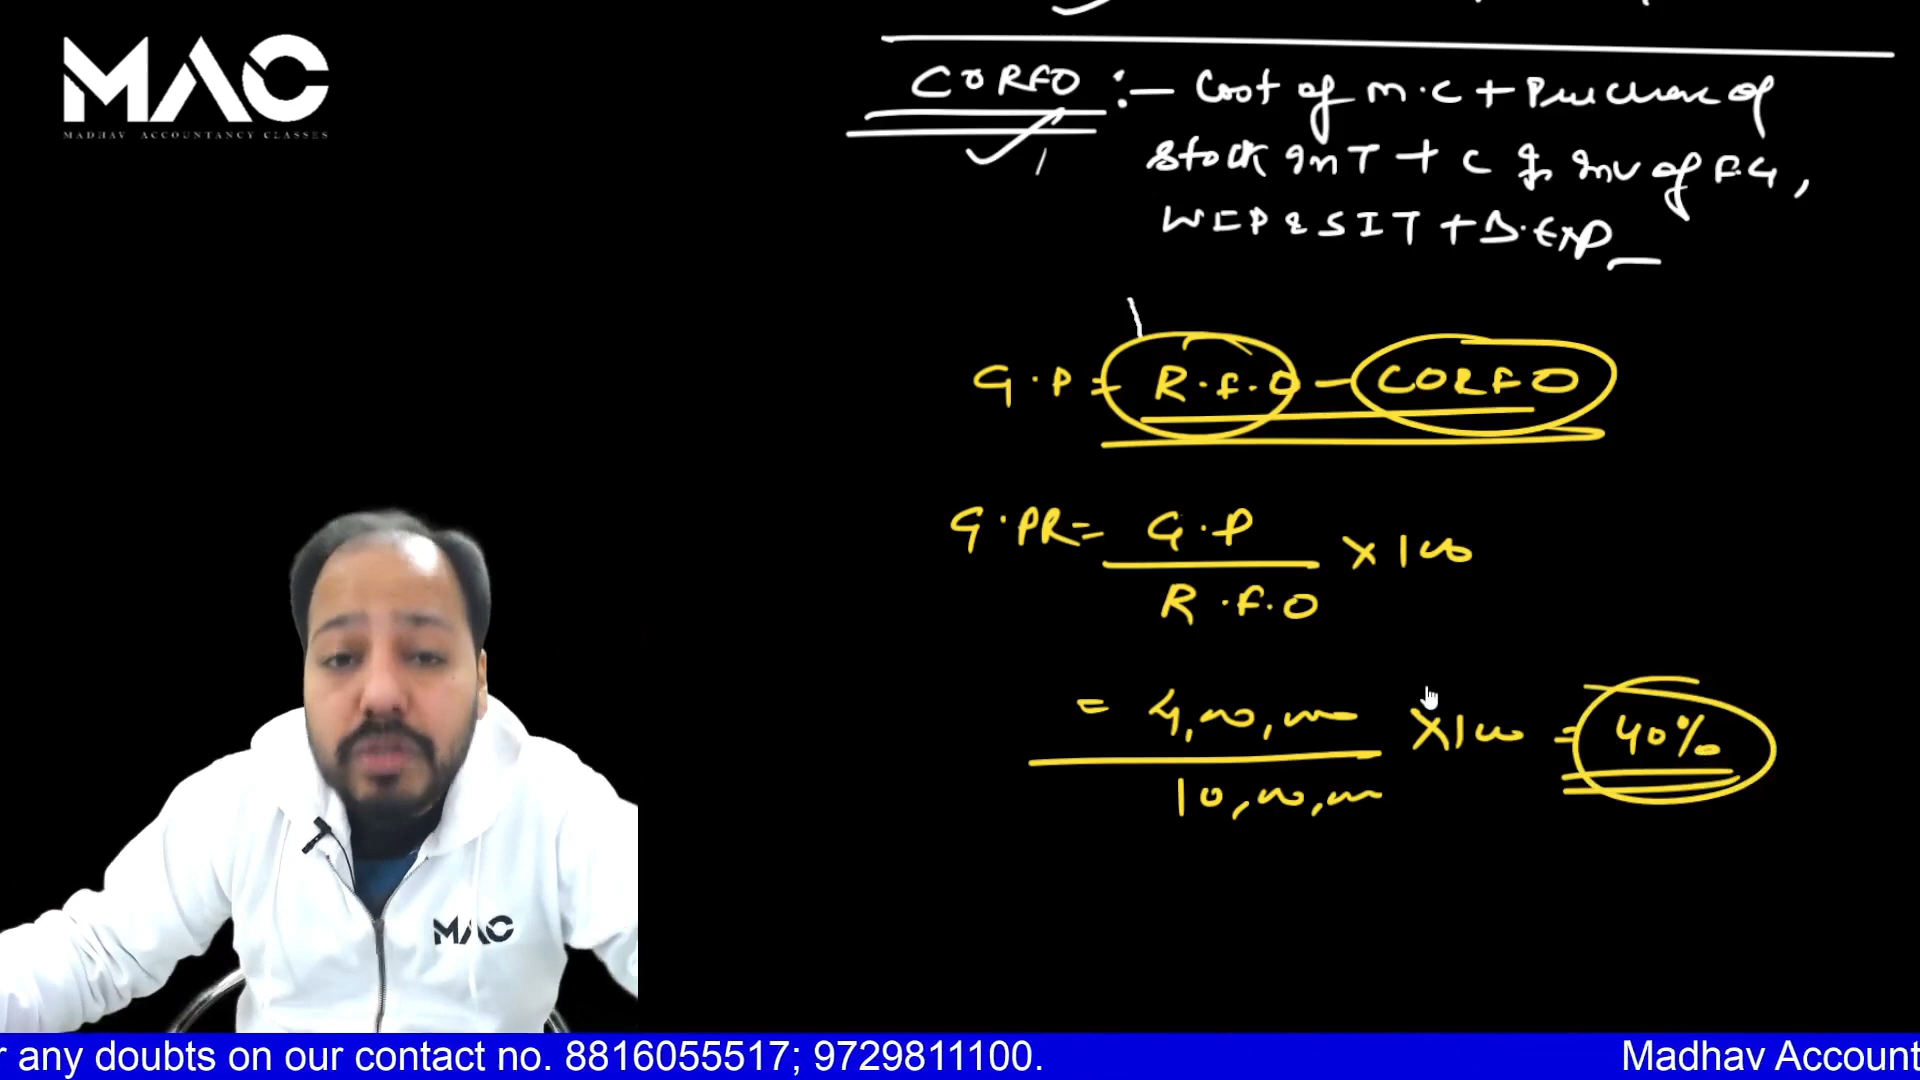 MAC
MADHAV ACCOUNTANCY CLASSES
CORFO :- Cost of m.c + Purchase of
stock in T + C in inv of F.G,
WIP & SIT + D.Exp
G.P = R.F.O - CORFO
G.PR = G.P / R.F.O × 100
= 4,00,000 / 10,00,000 × 100 = 40%
MAC
r any doubts on our contact no. 8816055517; 9729811100.
Madhav Account